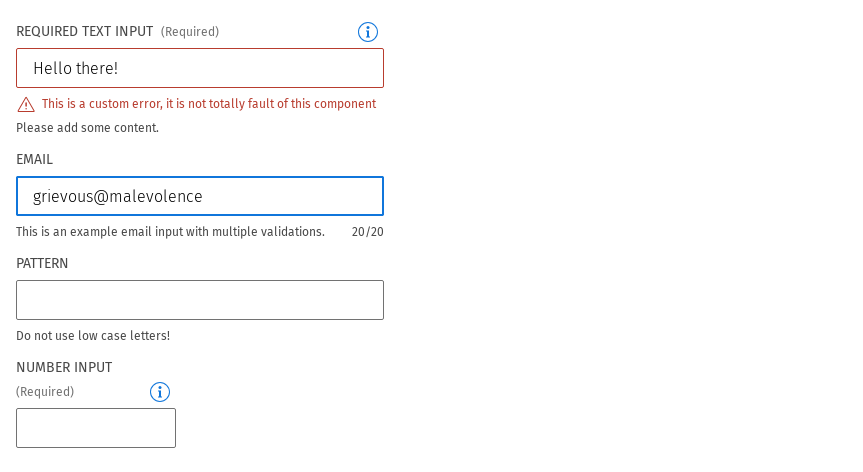 REQUIRED TEXT INPUT (Required)
Hello there!
This is a custom error, it is not totally fault of this component
Please add some content.
EMAIL
grievous@malevolence
This is an example email input with multiple validations. 20/20
PATTERN
Do not use low case letters!
NUMBER INPUT
(Required)